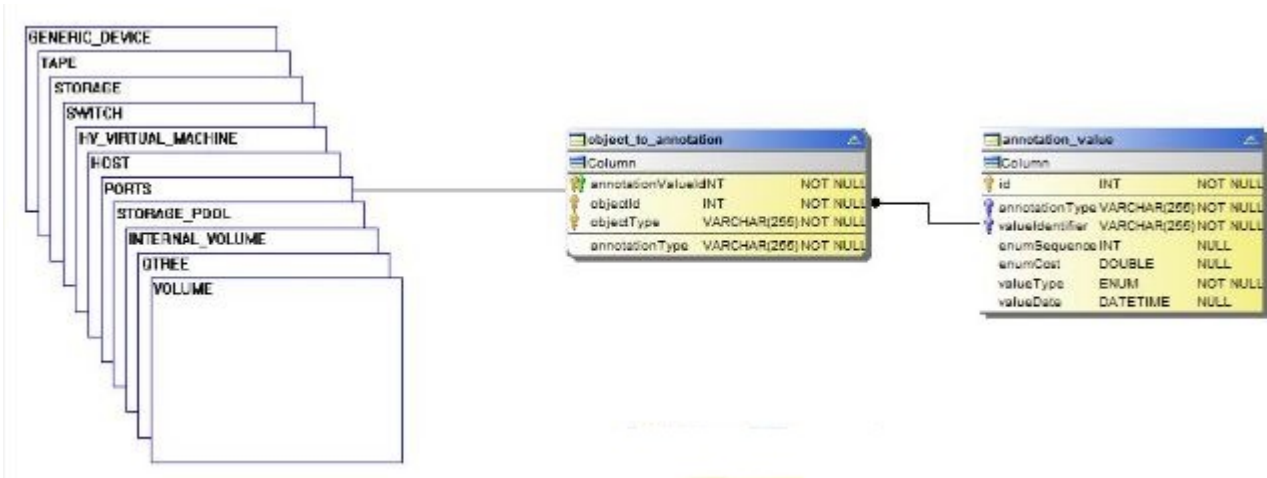 GENERIC_DEVICE
TAPE
STORAGE
SWITCH
HV_VIRTUAL_MACHINE
HOST
PORTS
STORAGE_POOL
INTERNAL_VOLUME
QTREE
VOLUME
object_to_annotation
Column
annotationValueId INT NOT NULL
objectId INT NOT NULL
objectType VARCHAR(255) NOT NULL
annotationType VARCHAR(255) NOT NULL
annotation_value
Column
id INT NOT NULL
annotationType VARCHAR(255) NOT NULL
valueIdentifier VARCHAR(255) NOT NULL
enumSequence INT NULL
enumCost DOUBLE NULL
valueType ENUM NOT NULL
valueDate DATETIME NULL